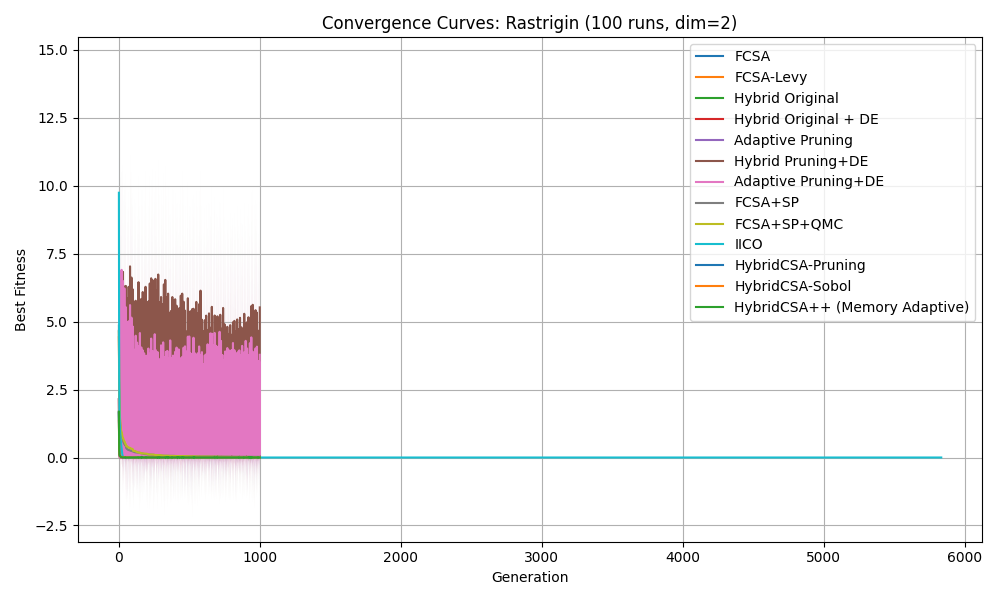 Convergence Curves: Rastrigin (100 runs, dim=2)
15.0
12.5
10.0
7.5
5.0
2.5
0.0
−2.5
Best Fitness
FCSA
FCSA-Levy
Hybrid Original
Hybrid Original + DE
Adaptive Pruning
Hybrid Pruning+DE
Adaptive Pruning+DE
FCSA+SP
FCSA+SP+QMC
IICO
HybridCSA-Pruning
HybridCSA-Sobol
HybridCSA++ (Memory Adaptive)
0 1000 2000 3000 4000 5000 6000
Generation